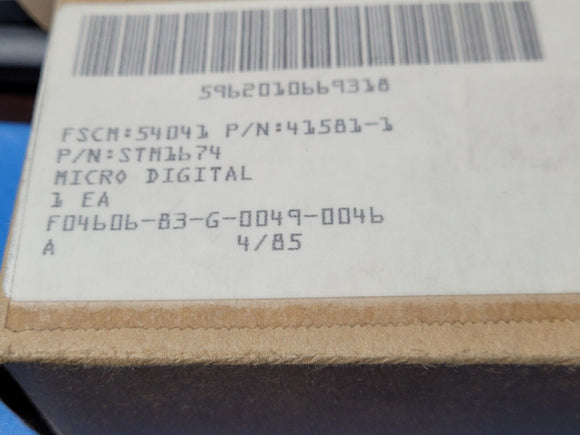 5962010669318
FSCM:54041 P/N:41581-1
P/N:STM1674
MICRO DIGITAL
1 EA
F04606-83-G-0049-0046
A 4/85